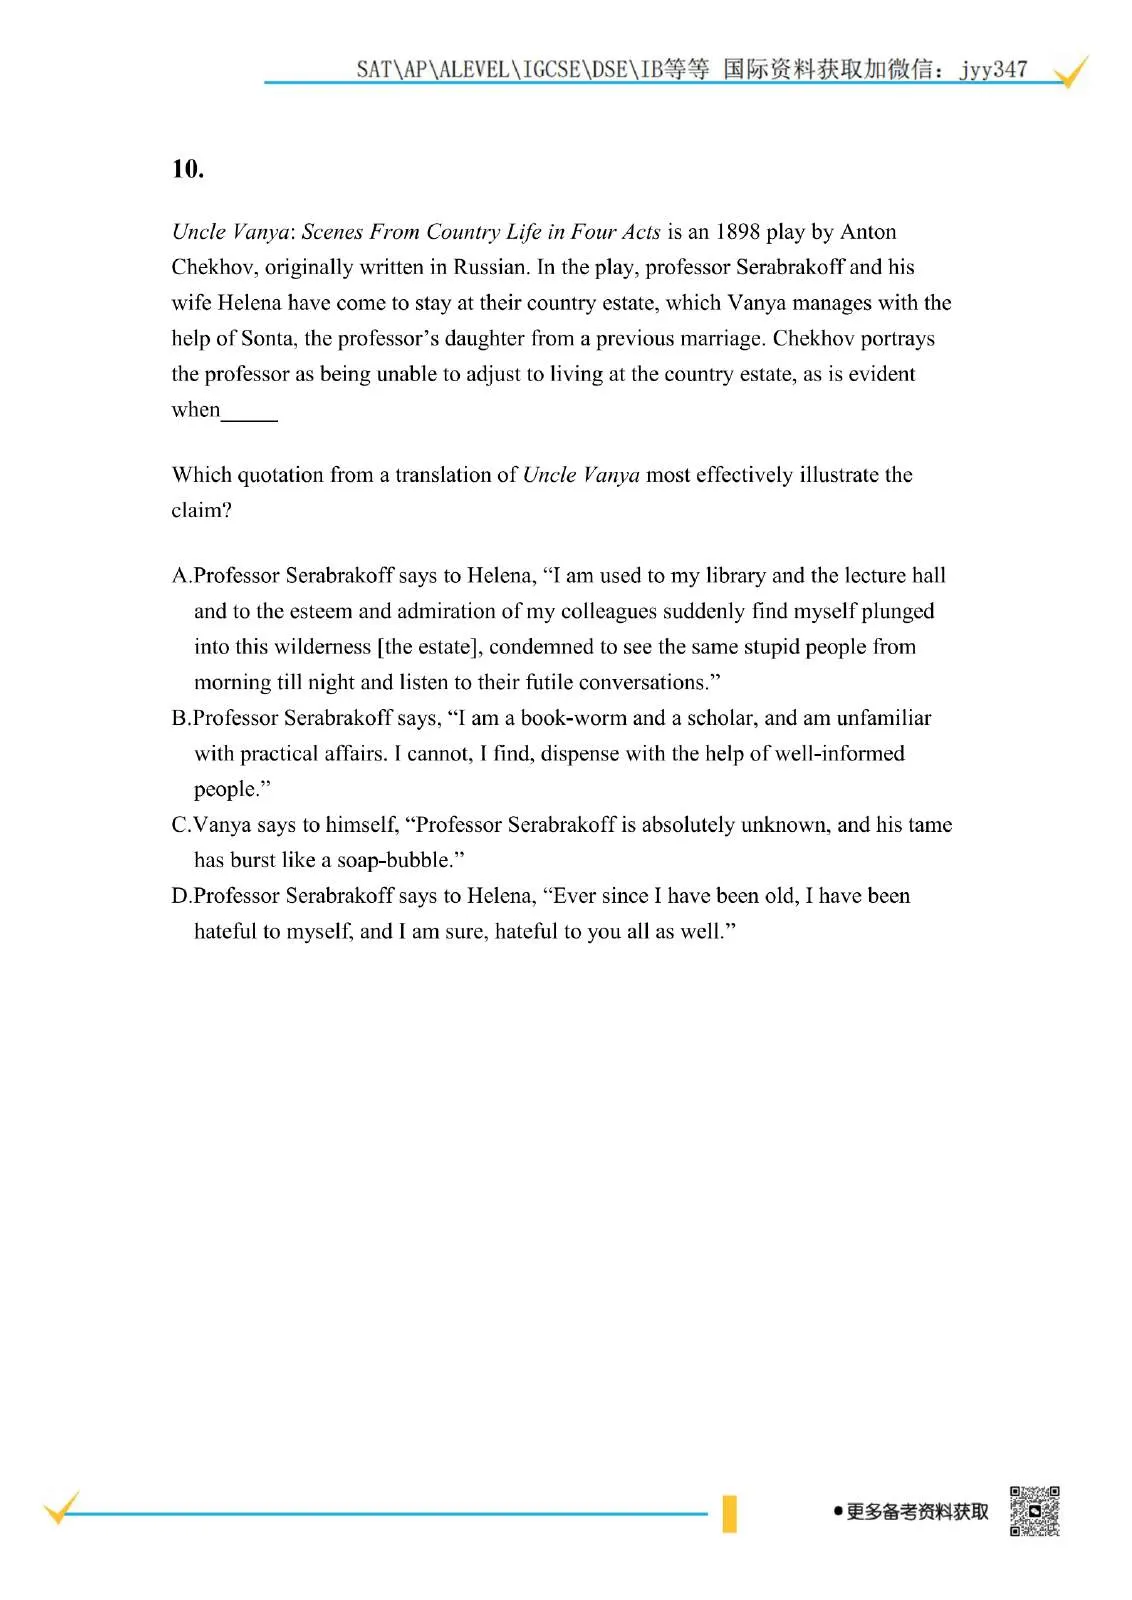 SAT\AP\ALEVEL\IGCSE\DSE\IB等等 国际资料获取加微信：jyy347
10.
Uncle Vanya: Scenes From Country Life in Four Acts is an 1898 play by Anton
Chekhov, originally written in Russian. In the play, professor Serabrakoff and his
wife Helena have come to stay at their country estate, which Vanya manages with the
help of Sonta, the professor’s daughter from a previous marriage. Chekhov portrays
the professor as being unable to adjust to living at the country estate, as is evident
when_____
Which quotation from a translation of Uncle Vanya most effectively illustrate the
claim?
A.Professor Serabrakoff says to Helena, “I am used to my library and the lecture hall
and to the esteem and admiration of my colleagues suddenly find myself plunged
into this wilderness [the estate], condemned to see the same stupid people from
morning till night and listen to their futile conversations.”
B.Professor Serabrakoff says, “I am a book-worm and a scholar, and am unfamiliar
with practical affairs. I cannot, I find, dispense with the help of well-informed
people.”
C.Vanya says to himself, “Professor Serabrakoff is absolutely unknown, and his tame
has burst like a soap-bubble.”
D.Professor Serabrakoff says to Helena, “Ever since I have been old, I have been
hateful to myself, and I am sure, hateful to you all as well.”
•更多备考资料获取